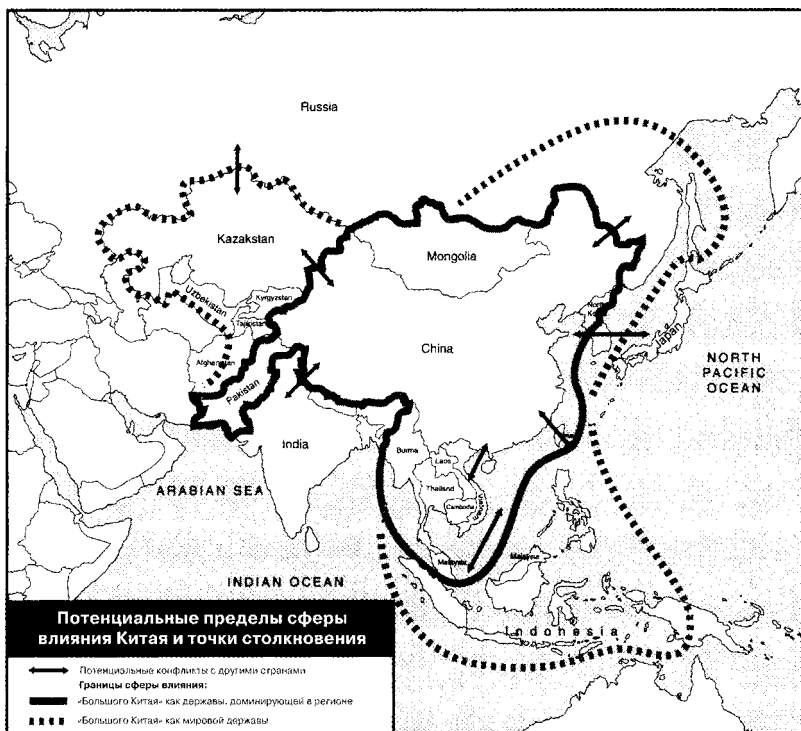 Russia
Kazakstan
Mongolia
Uzbekistan
Kyrgyzstan
Tajikistan
North
China
Japan
Afghanistan
Pakistan
NORTH
PACIFIC
OCEAN
India
Burma
Laos
ARABIAN SEA
Thailand
Cambodia
Vietnam
Malaysia
Malaysia
INDIAN OCEAN
Indonesia
Потенциальные пределы сферы
влияния Китая и точки столкновения
Потенциальные конфликты с другими странами
Границы сферы влияния:
«Большого Китая» как державы, доминирующей в регионе
«Большого Китая» как мировой державы